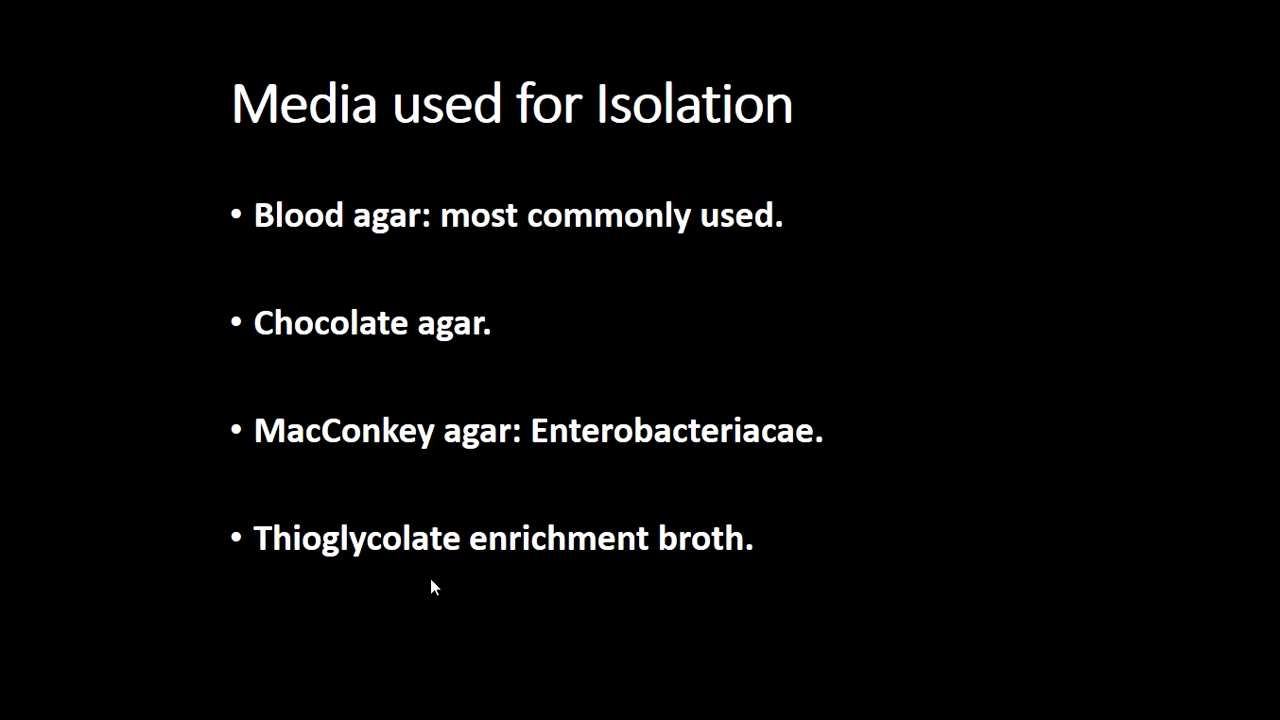 Media used for Isolation
• Blood agar: most commonly used.
• Chocolate agar.
• MacConkey agar: Enterobacteriacae.
• Thioglycolate enrichment broth.